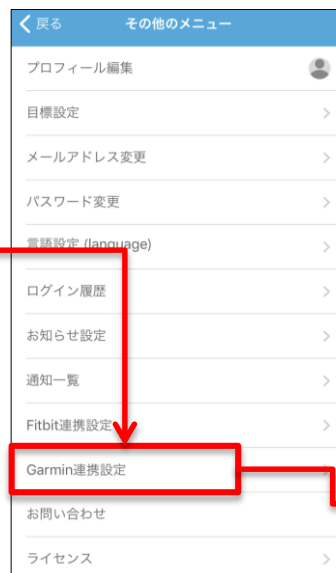 戻る
その他のメニュー
プロフィール編集
目標設定
メールアドレス変更
パスワード変更
言語設定 (language)
ログイン履歴
お知らせ設定
通知一覧
Fitbit連携設定
Garmin連携設定
お問い合わせ
ライセンス